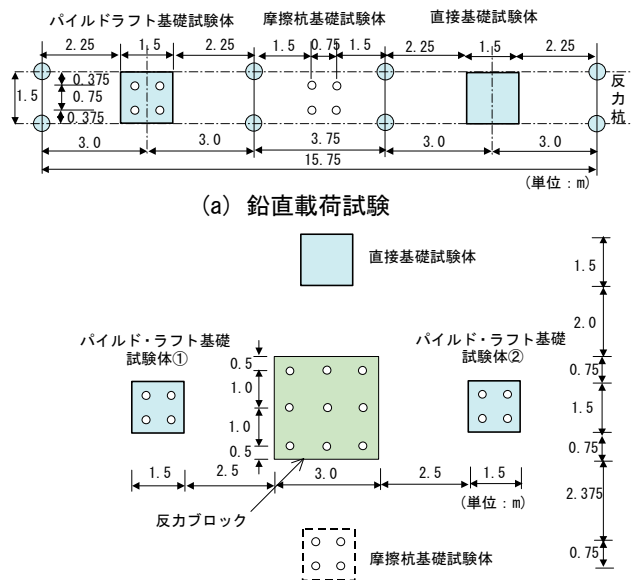 パイルドラフト基礎試験体 摩擦杭基礎試験体 直接基礎試験体
2.25 1.5 2.25 1.5 0.75 1.5 2.25 1.5 2.25
1.5 0.375 0.75 0.375 反力杭
3.0 3.0 3.75 3.0 3.0
15.75
(単位：m)
(a) 鉛直載荷試験
直接基礎試験体
1.5
2.0
パイルド・ラフト基礎
試験体①
パイルド・ラフト基礎
試験体②
0.5
1.0
1.0
0.5
0.75
1.5
0.75
1.5 2.5 3.0 2.5 1.5
(単位：m)
反力ブロック
2.375
摩擦杭基礎試験体
0.75